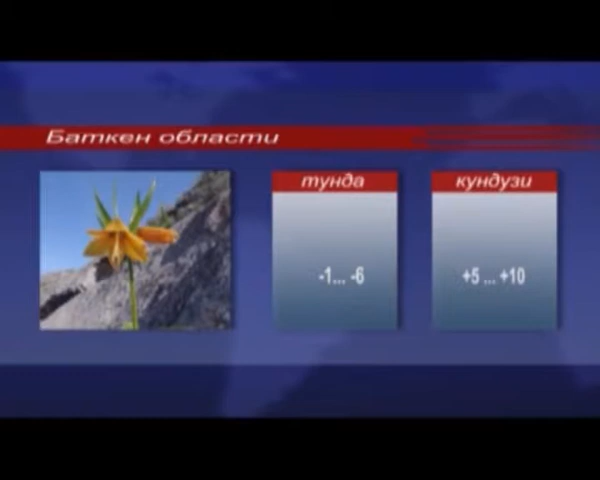 Баткен области
тунда
кундузи
-1... -6
+5 ... +10